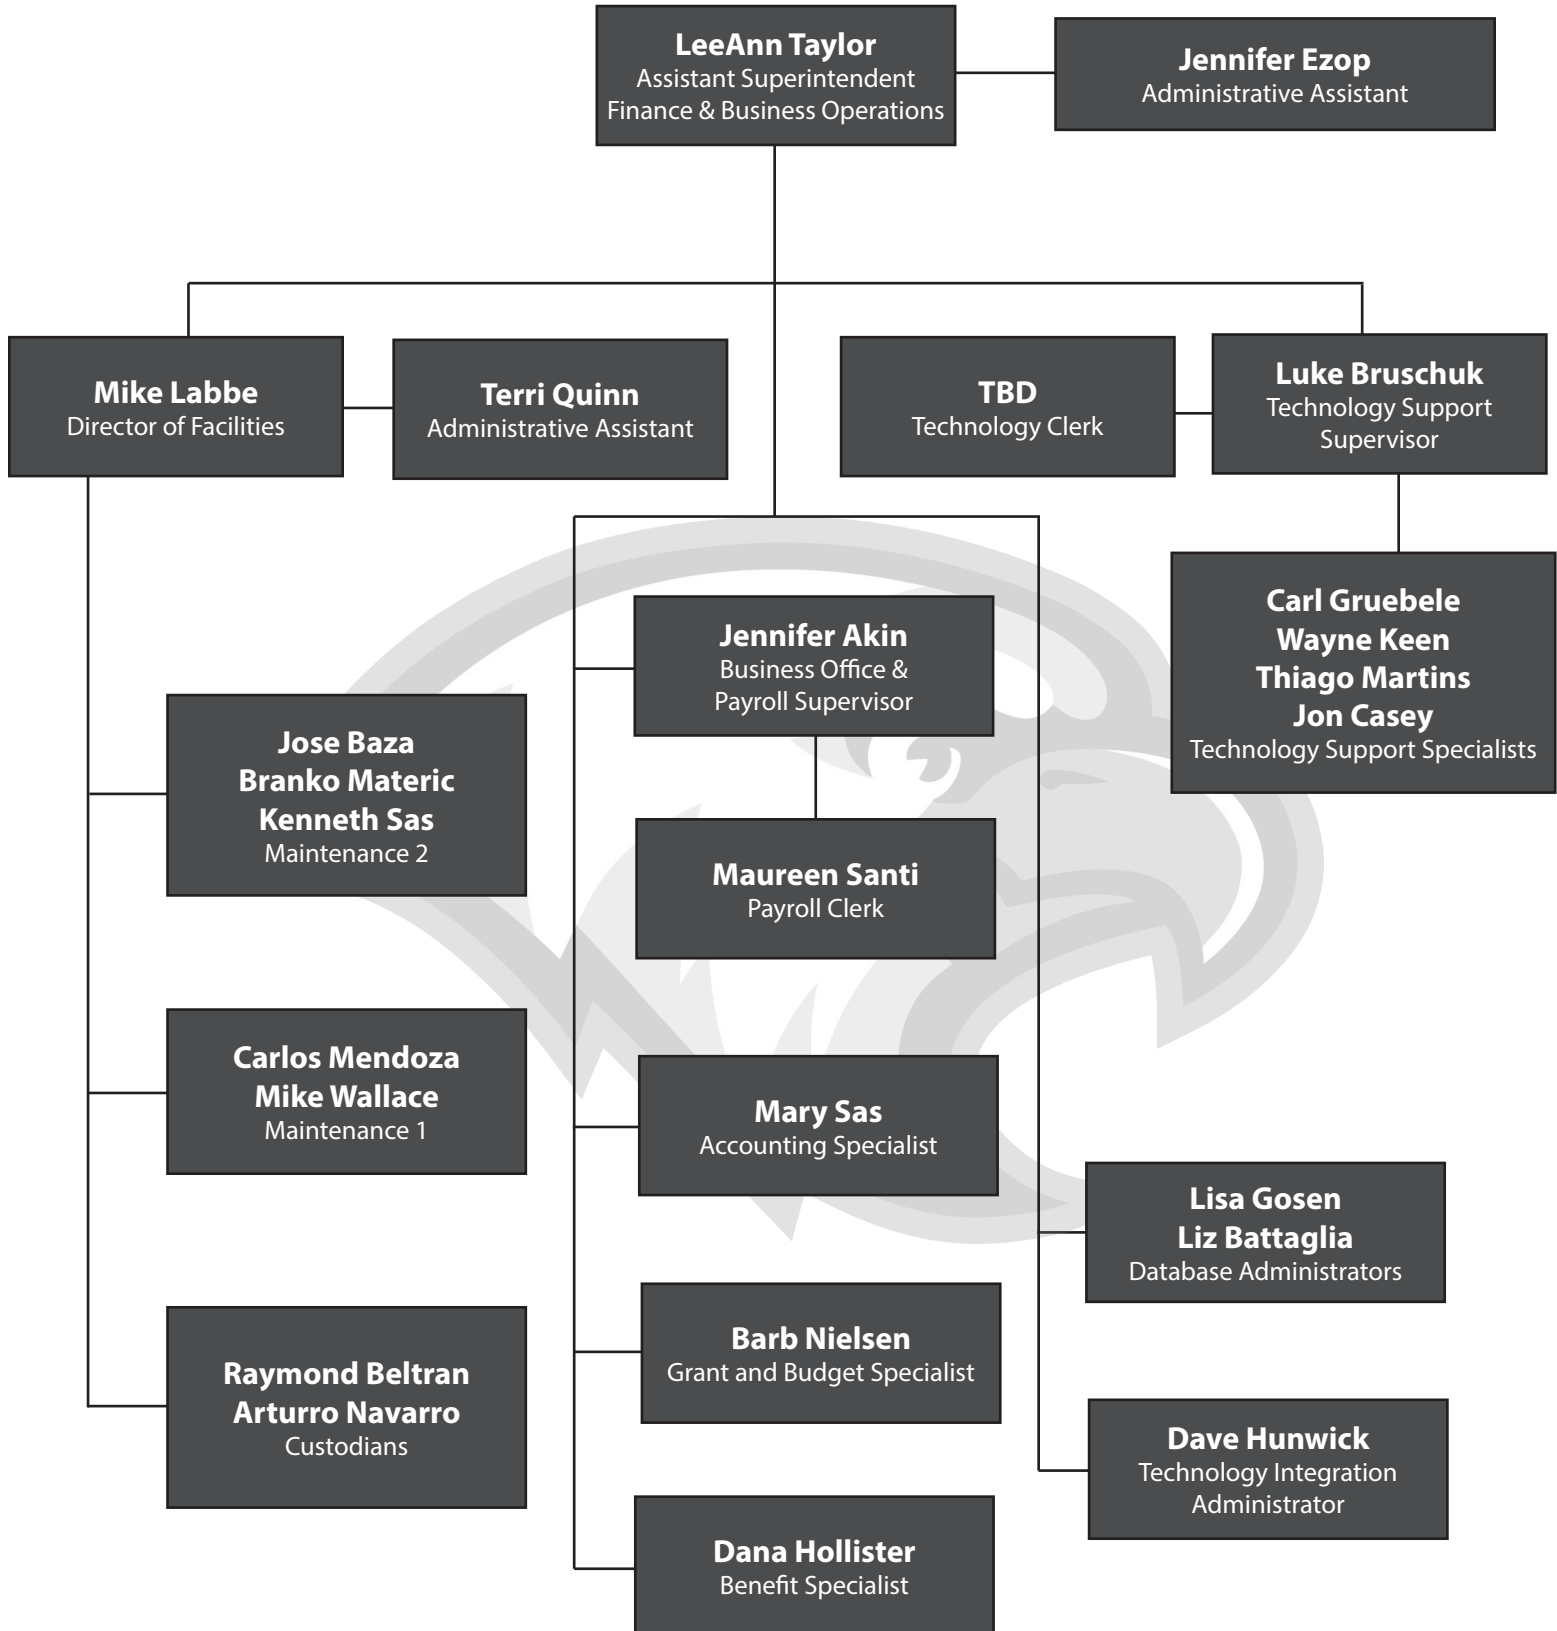 LeeAnn Taylor
Assistant Superintendent
Finance & Business Operations
Jennifer Ezop
Administrative Assistant
Mike Labbe
Director of Facilities
Terri Quinn
Administrative Assistant
TBD
Technology Clerk
Luke Bruschuk
Technology Support
Supervisor
Carl Gruebele
Wayne Keen
Thiago Martins
Jon Casey
Technology Support Specialists
Jennifer Akin
Business Office &
Payroll Supervisor
Jose Baza
Branko Materic
Kenneth Sas
Maintenance 2
Maureen Santi
Payroll Clerk
Carlos Mendoza
Mike Wallace
Maintenance 1
Mary Sas
Accounting Specialist
Lisa Gosen
Liz Battaglia
Database Administrators
Barb Nielsen
Grant and Budget Specialist
Raymond Beltran
Arturro Navarro
Custodians
Dave Hunwick
Technology Integration
Administrator
Dana Hollister
Benefit Specialist